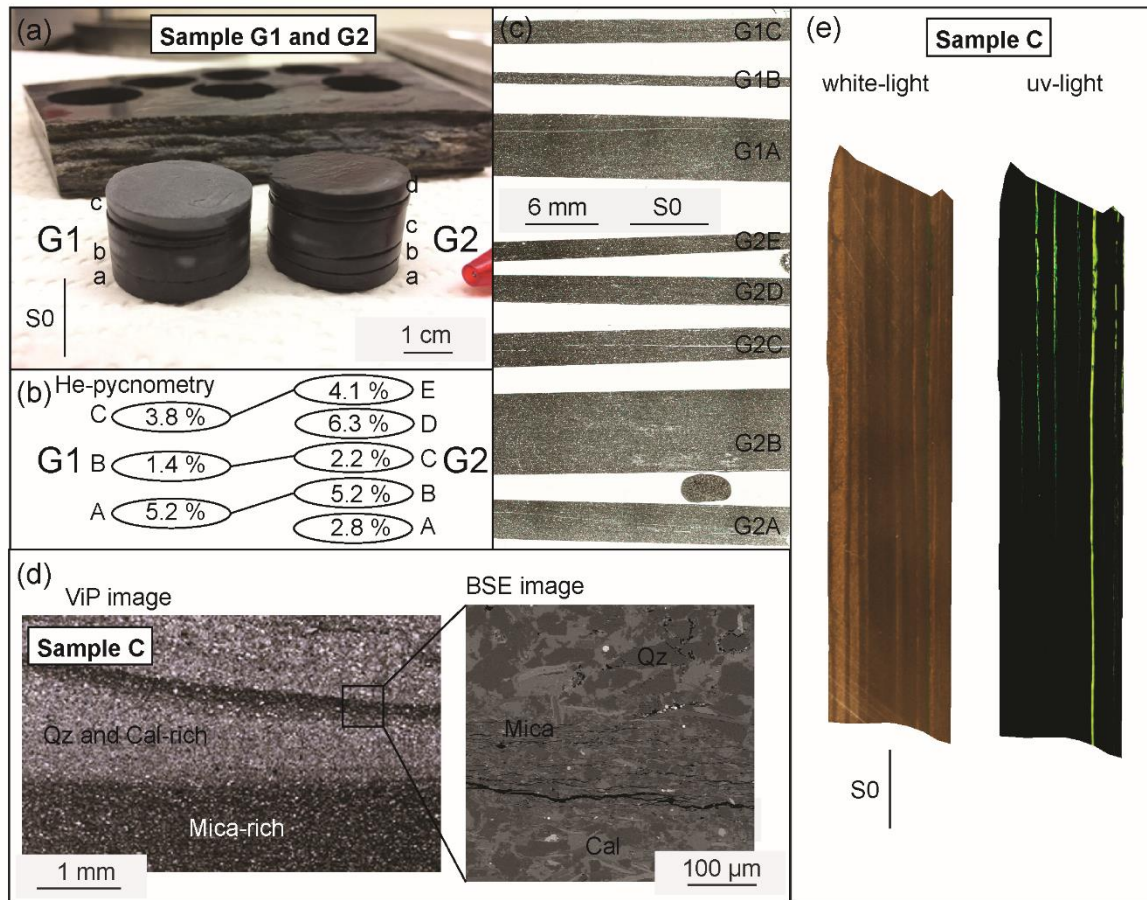 (a)
Sample G1 and G2
c
b
a
G1
d
c
b
a
G2
S0
1 cm
(b)
He-pycnometry
C 3.8 %
G1 B 1.4 %
A 5.2 %
4.1 % E
6.3 % D
2.2 % C G2
5.2 % B
2.8 % A
(c)
G1C
G1B
G1A
6 mm S0
G2E
G2D
G2C
G2B
G2A
(d)
ViP image
Sample C
Qz and Cal-rich
Mica-rich
1 mm
BSE image
Qz
Mica
Cal
100 µm
(e)
Sample C
white-light uv-light
S0